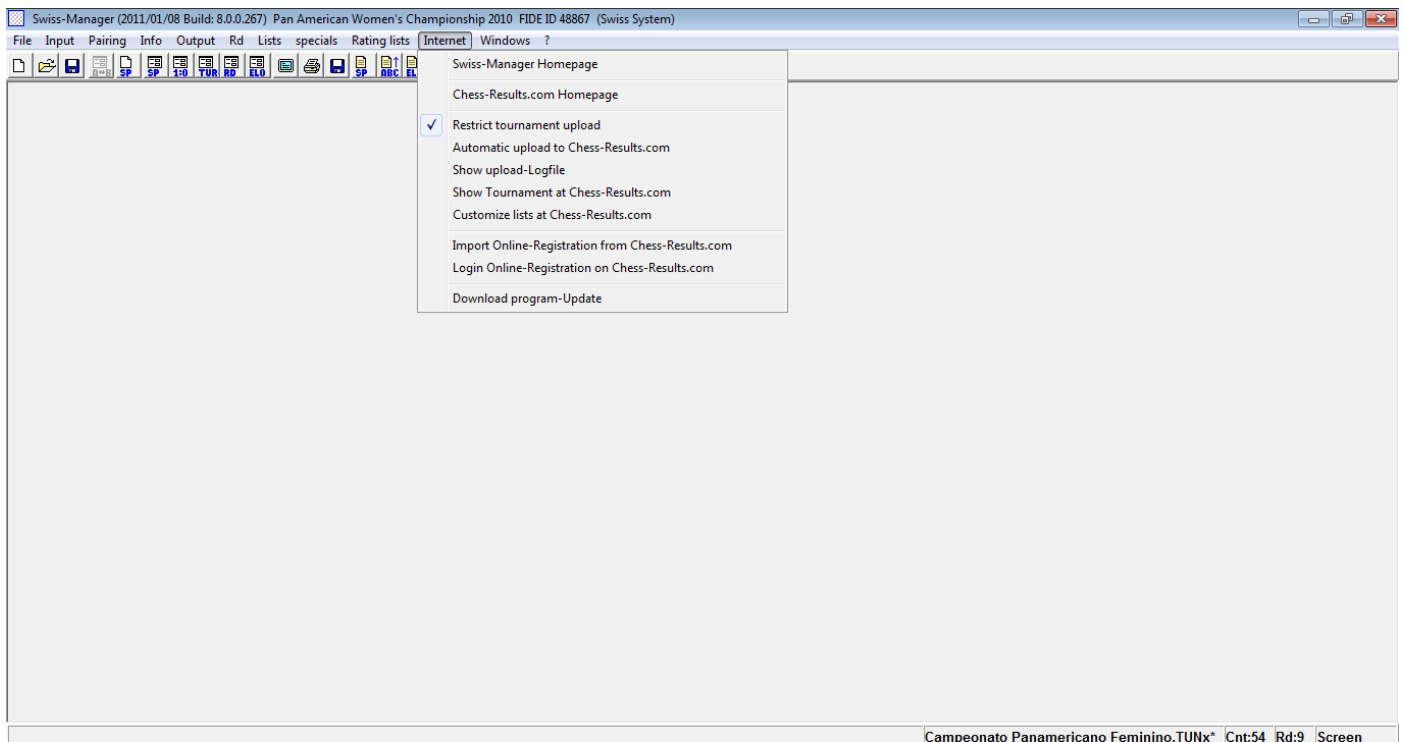 Swiss-Manager (2011/01/08 Build: 8.0.0.267) Pan American Women's Championship 2010 FIDE ID 48867 (Swiss System)
File Input Pairing Info Output Rd Lists specials Rating lists Internet Windows ?
SP SP 1:0 TUR RD ELO SP ABC EL
Swiss-Manager Homepage
Chess-Results.com Homepage
Restrict tournament upload
Automatic upload to Chess-Results.com
Show upload-Logfile
Show Tournament at Chess-Results.com
Customize lists at Chess-Results.com
Import Online-Registration from Chess-Results.com
Login Online-Registration on Chess-Results.com
Download program-Update
Campeonato Panamericano Feminino.TUNx* Cnt:54 Rd:9 Screen